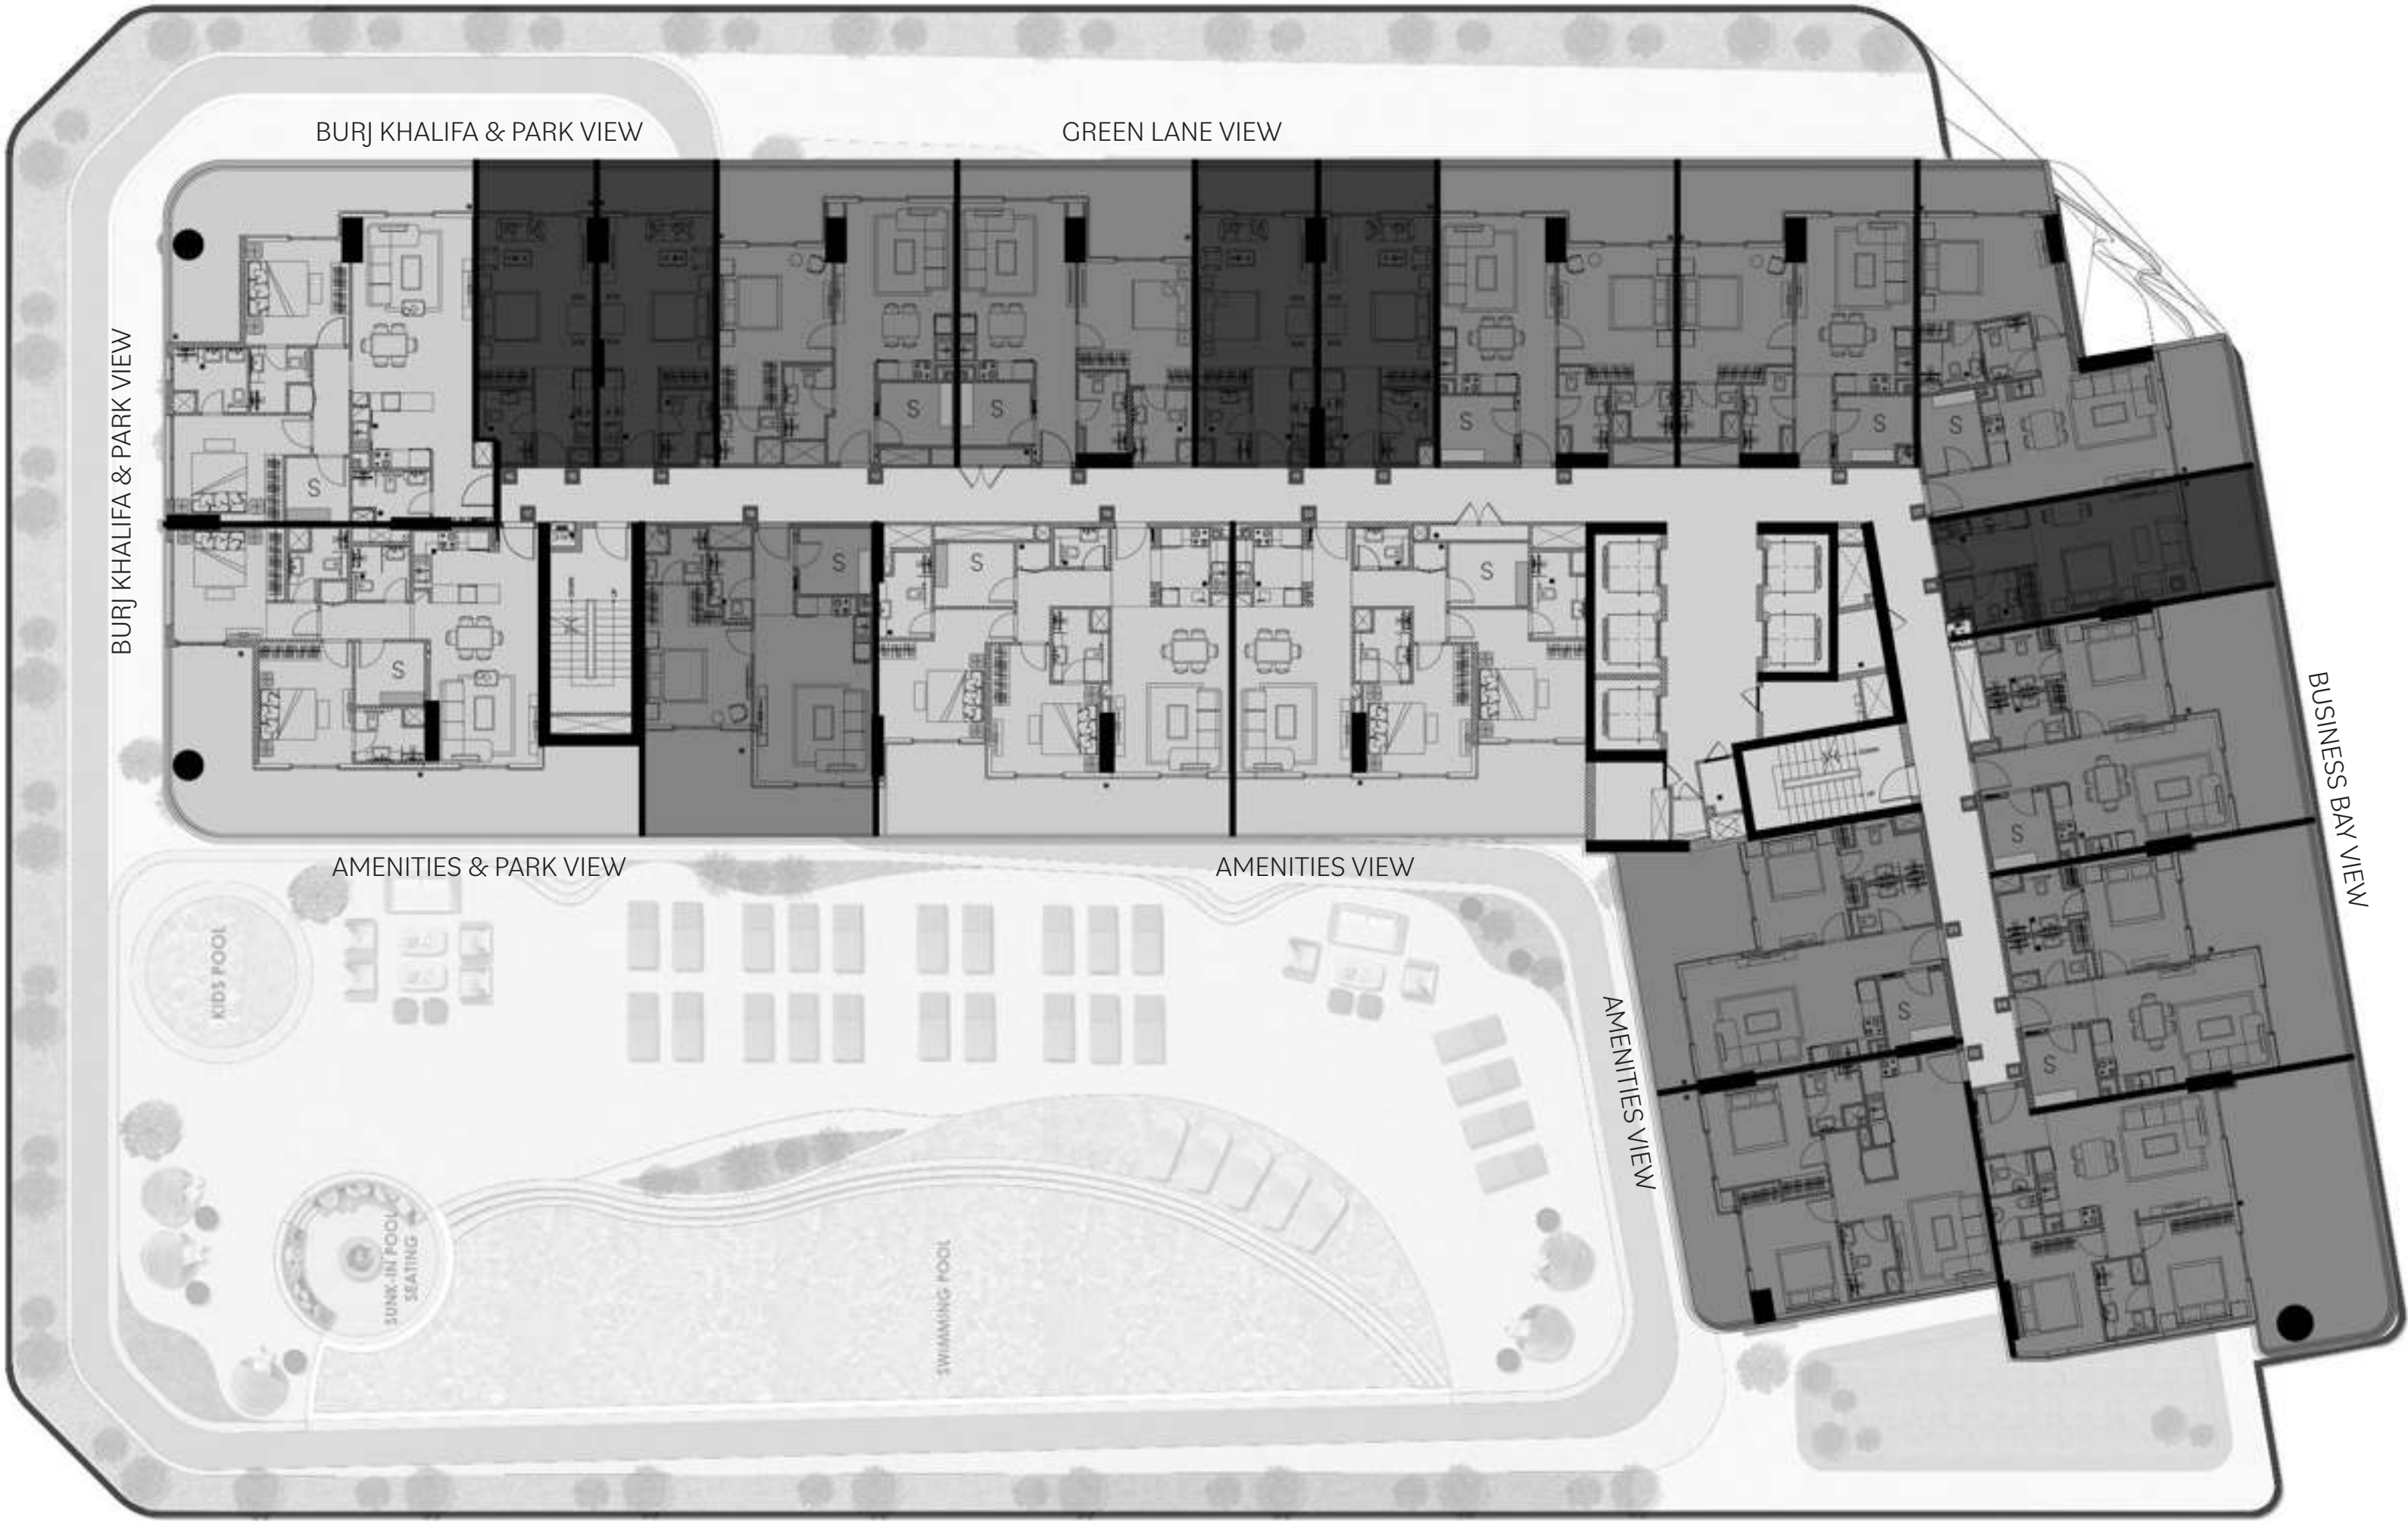 BURJ KHALIFA & PARK VIEW
GREEN LANE VIEW
BURJ KHALIFA & PARK VIEW
S
S
S
S
S
S
S
S
S
S
S
S
S
S
BUSINESS BAY VIEW
AMENITIES & PARK VIEW
AMENITIES VIEW
AMENITIES VIEW
KIDS POOL
SUNK-IN POOL
SEATING
SWIMMING POOL